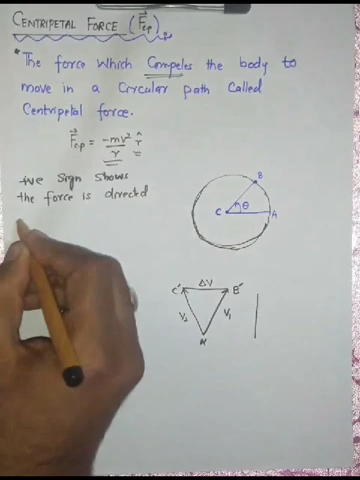 CENTRIPETAL FORCE (F⃗cp)
* The force which Compeles the body to
move in a Circular path Called
Centripetal force.
F⃗cp = -mv²/r r̂
-ive Sign Shows
the force is directed
B
C θ A
C' ΔV B'
V₂ V₁
A'